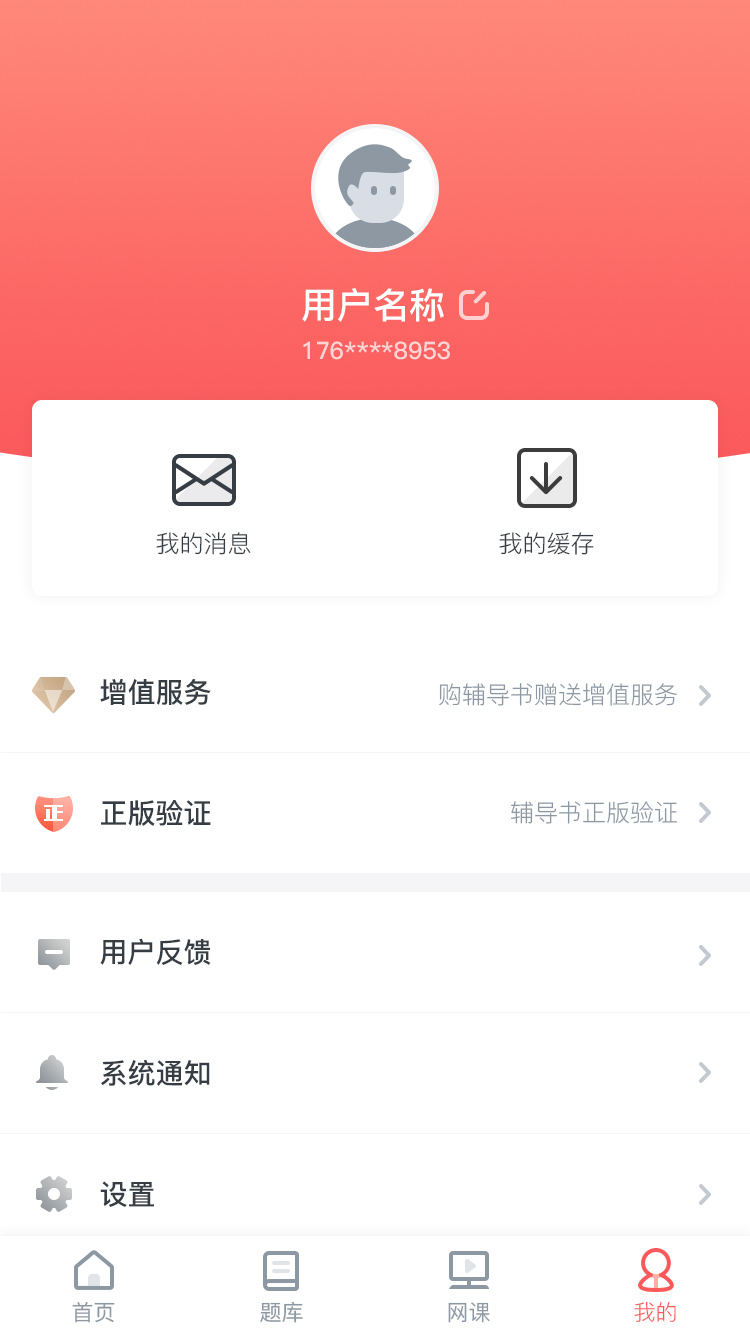 用户名称
176****8953
我的消息
我的缓存
增值服务
购辅导书赠送增值服务
正
正版验证
辅导书正版验证
用户反馈
系统通知
设置
首页
题库
网课
我的